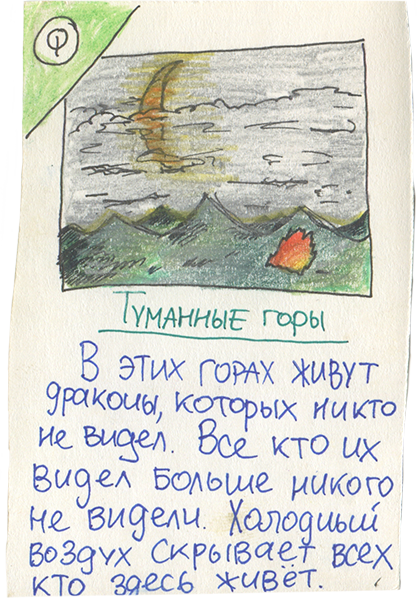 Ф
Туманные горы
В этих горах живут
драконы, которых никто
не видел. Все кто их
видел больше никого
не видели. Холодный
воздух скрывает всех
кто здесь живёт.